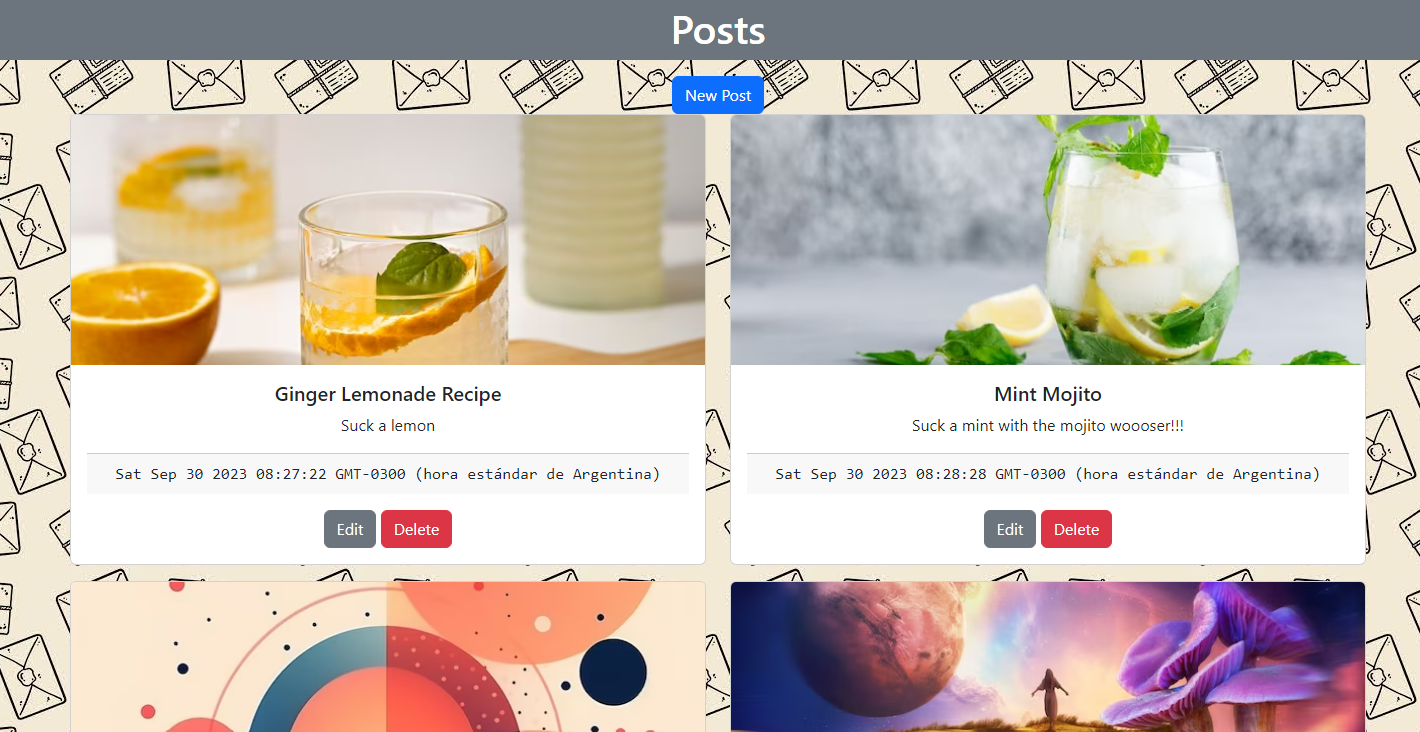 Posts
New Post
Ginger Lemonade Recipe
Suck a lemon
Sat Sep 30 2023 08:27:22 GMT-0300 (hora estándar de Argentina)
Edit Delete
Mint Mojito
Suck a mint with the mojito woooser!!!
Sat Sep 30 2023 08:28:28 GMT-0300 (hora estándar de Argentina)
Edit Delete